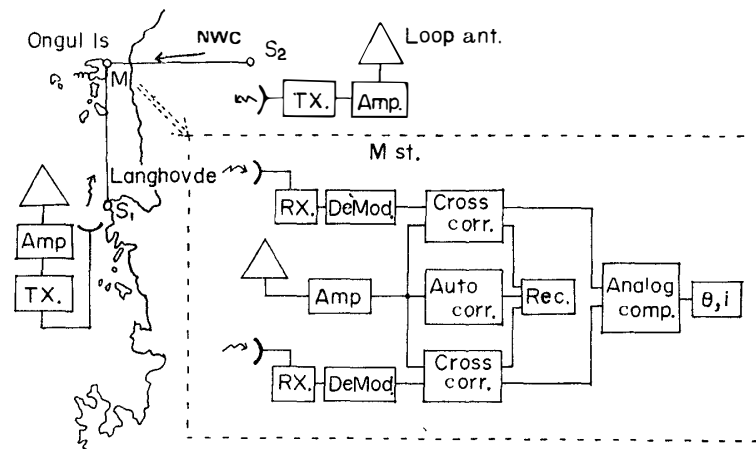 Ongul Is
NWC
S2
M
Loop ant.
TX.
Amp.
M st.
Langhovde
S1
Amp
TX.
RX.
DeMod.
Cross
corr.
Amp
Auto
corr.
Rec.
Analog
comp.
θ, i
RX.
DeMod.
Cross
corr.